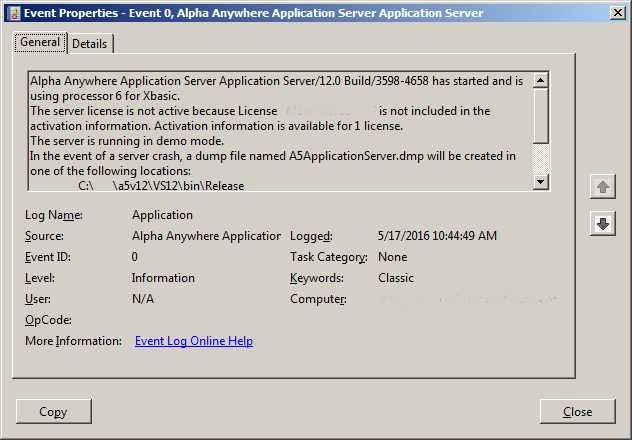 Event Properties - Event 0, Alpha Anywhere Application Server Application Server
General Details
Alpha Anywhere Application Server Application Server/12.0 Build/3598-4658 has started and is
using processor 6 for Xbasic.
The server license is not active because License is not included in the
activation information. Activation information is available for 1 license.
The server is running in demo mode.
In the event of a server crash, a dump file named A5ApplicationServer.dmp will be created in
one of the following locations:
C:\ \a5v12\VS12\bin\Release
Log Name: Application
Source: Alpha Anywhere Application Logged: 5/17/2016 10:44:49 AM
Event ID: 0 Task Category: None
Level: Information Keywords: Classic
User: N/A Computer:
OpCode:
More Information: Event Log Online Help
Copy Close